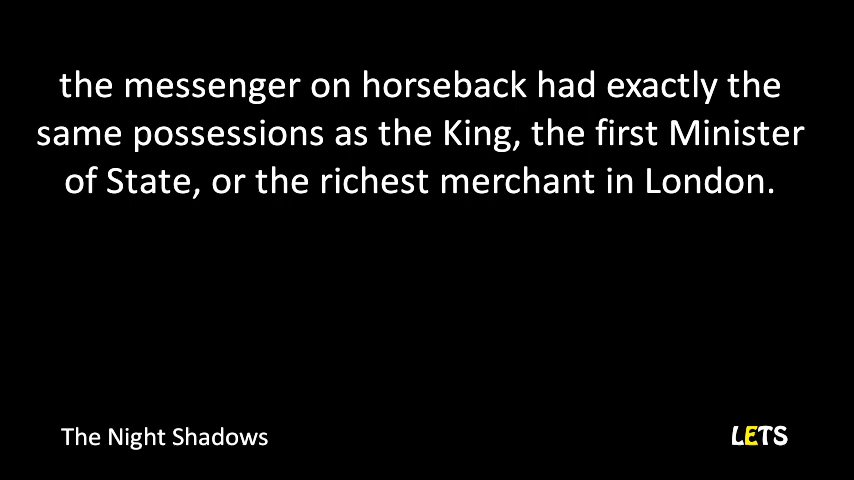 the messenger on horseback had exactly the
same possessions as the King, the first Minister
of State, or the richest merchant in London.
The Night Shadows
LETS